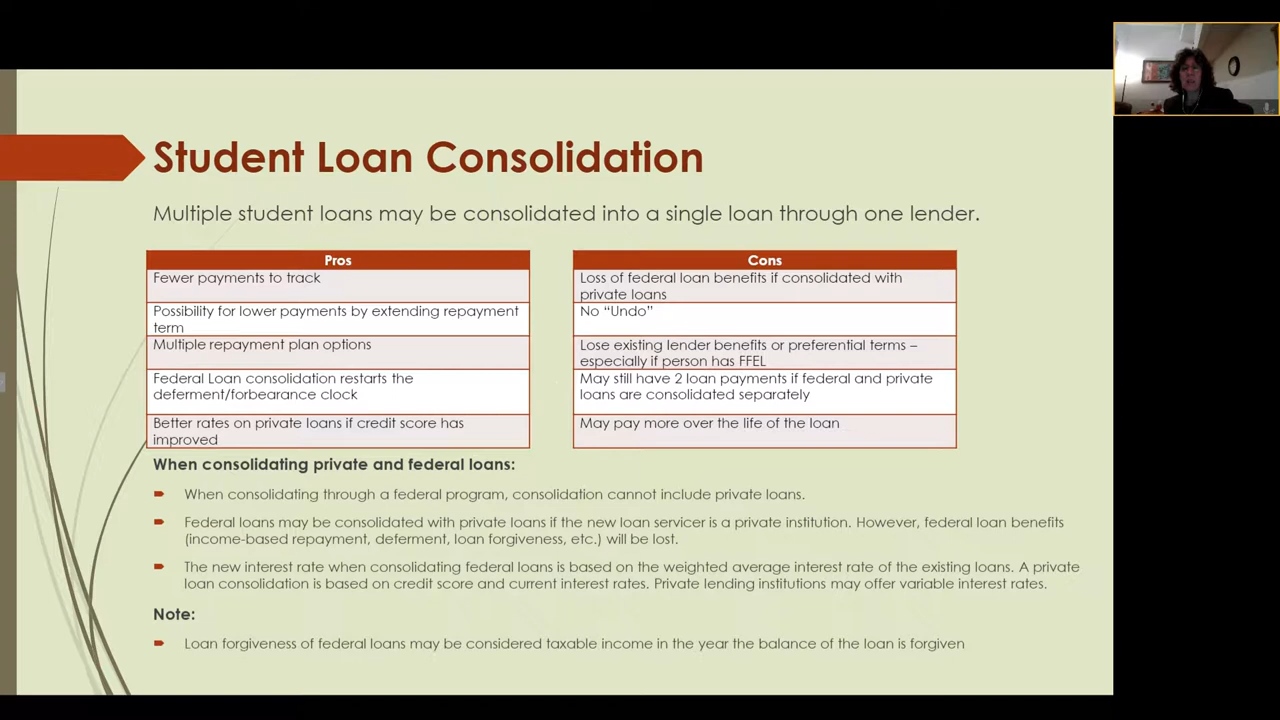 Student Loan Consolidation
Multiple student loans may be consolidated into a single loan through one lender.
Pros
Fewer payments to track
Possibility for lower payments by extending repayment
term
Multiple repayment plan options
Federal Loan consolidation restarts the
deferment/forbearance clock
Better rates on private loans if credit score has
improved
Cons
Loss of federal loan benefits if consolidated with
private loans
No “Undo”
Lose existing lender benefits or preferential terms –
especially if person has FFEL
May still have 2 loan payments if federal and private
loans are consolidated separately
May pay more over the life of the loan
When consolidating private and federal loans:
When consolidating through a federal program, consolidation cannot include private loans.
Federal loans may be consolidated with private loans if the new loan servicer is a private institution. However, federal loan benefits
(income-based repayment, deferment, loan forgiveness, etc.) will be lost.
The new interest rate when consolidating federal loans is based on the weighted average interest rate of the existing loans. A private
loan consolidation is based on credit score and current interest rates. Private lending institutions may offer variable interest rates.
Note:
Loan forgiveness of federal loans may be considered taxable income in the year the balance of the loan is forgiven